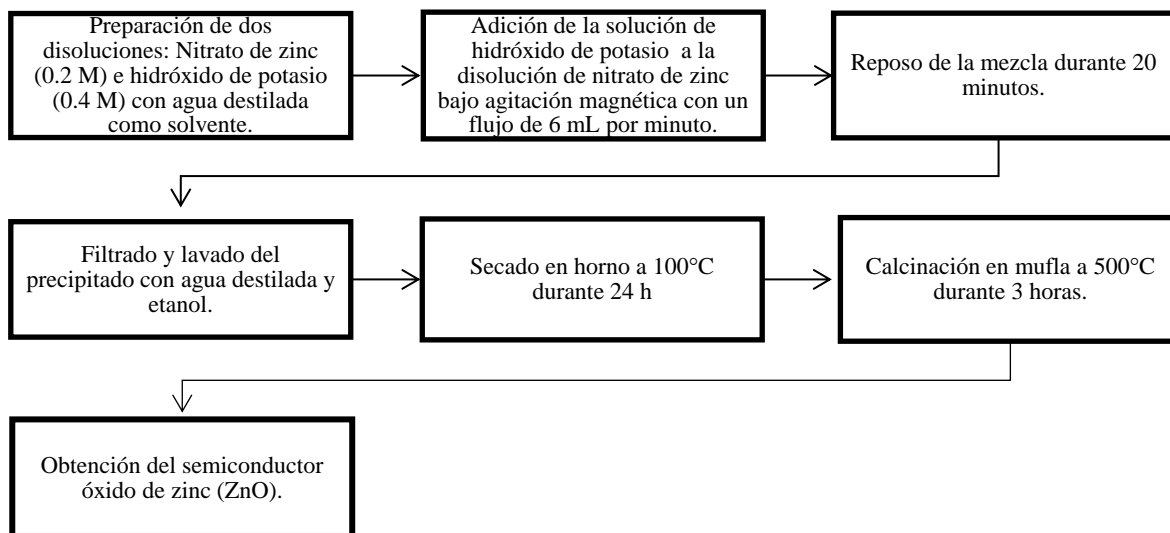 Preparación de dos
disoluciones: Nitrato de zinc
(0.2 M) e hidróxido de potasio
(0.4 M) con agua destilada
como solvente.
Adición de la solución de
hidróxido de potasio a la
disolución de nitrato de zinc
bajo agitación magnética con un
flujo de 6 mL por minuto.
Reposo de la mezcla durante 20
minutos.
Filtrado y lavado del
precipitado con agua destilada y
etanol.
Secado en horno a 100°C
durante 24 h
Calcinación en mufla a 500°C
durante 3 horas.
Obtención del semiconductor
óxido de zinc (ZnO).